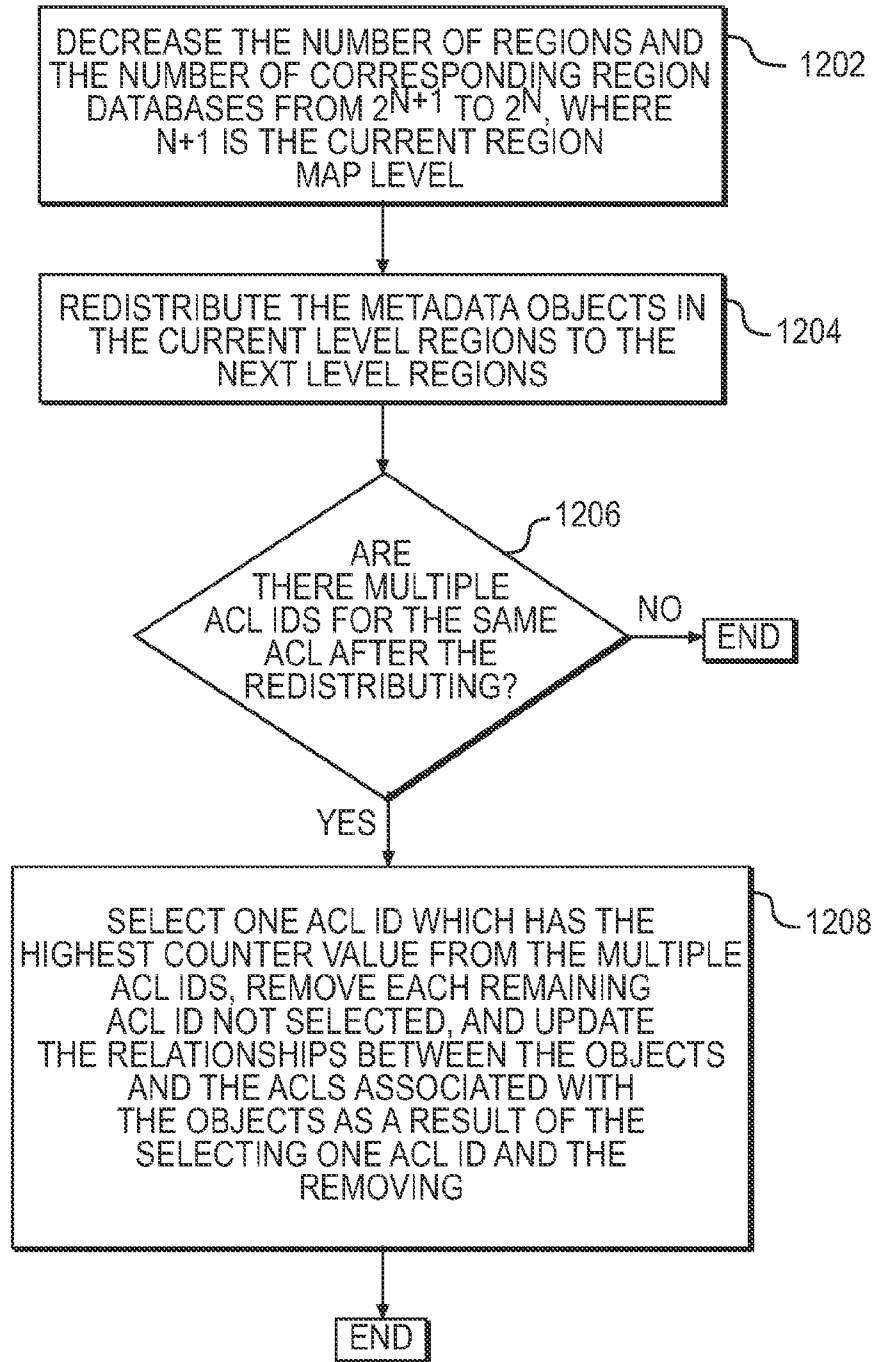 DECREASE THE NUMBER OF REGIONS AND
THE NUMBER OF CORRESPONDING REGION
DATABASES FROM 2^N+1 TO 2^N, WHERE
N+1 IS THE CURRENT REGION
MAP LEVEL
1202
REDISTRIBUTE THE METADATA OBJECTS IN
THE CURRENT LEVEL REGIONS TO THE
NEXT LEVEL REGIONS
1204
ARE
THERE MULTIPLE
ACL IDS FOR THE SAME
ACL AFTER THE
REDISTRIBUTING?
1206
NO
END
YES
SELECT ONE ACL ID WHICH HAS THE
HIGHEST COUNTER VALUE FROM THE MULTIPLE
ACL IDS, REMOVE EACH REMAINING
ACL ID NOT SELECTED, AND UPDATE
THE RELATIONSHIPS BETWEEN THE OBJECTS
AND THE ACLS ASSOCIATED WITH
THE OBJECTS AS A RESULT OF THE
SELECTING ONE ACL ID AND THE
REMOVING
1208
END